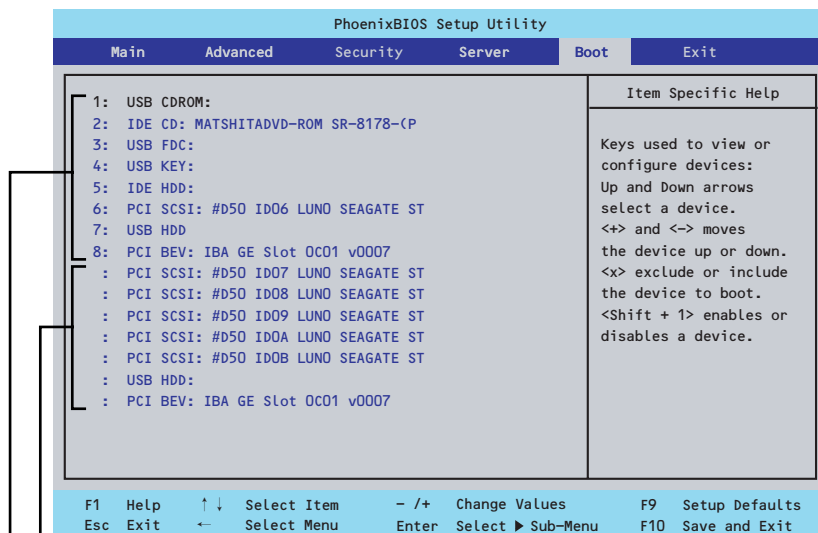 PhoenixBIOS Setup Utility
Main Advanced Security Server Boot Exit
1: USB CDROM:
2: IDE CD: MATSHITADVD-ROM SR-8178-(P
3: USB FDC:
4: USB KEY:
5: IDE HDD:
6: PCI SCSI: #D50 ID06 LUN0 SEAGATE ST
7: USB HDD
8: PCI BEV: IBA GE Slot 0C01 v0007
: PCI SCSI: #D50 ID07 LUN0 SEAGATE ST
: PCI SCSI: #D50 ID08 LUN0 SEAGATE ST
: PCI SCSI: #D50 ID09 LUN0 SEAGATE ST
: PCI SCSI: #D50 ID0A LUN0 SEAGATE ST
: PCI SCSI: #D50 ID0B LUN0 SEAGATE ST
: USB HDD:
: PCI BEV: IBA GE Slot 0C01 v0007
Item Specific Help
Keys used to view or
configure devices:
Up and Down arrows
select a device.
<+> and <-> moves
the device up or down.
<x> exclude or include
the device to boot.
<Shift + 1> enables or
disables a device.
F1 Help ↑↓ Select Item - /+ Change Values F9 Setup Defaults
Esc Exit ← Select Menu Enter Select ▶ Sub-Menu F10 Save and Exit